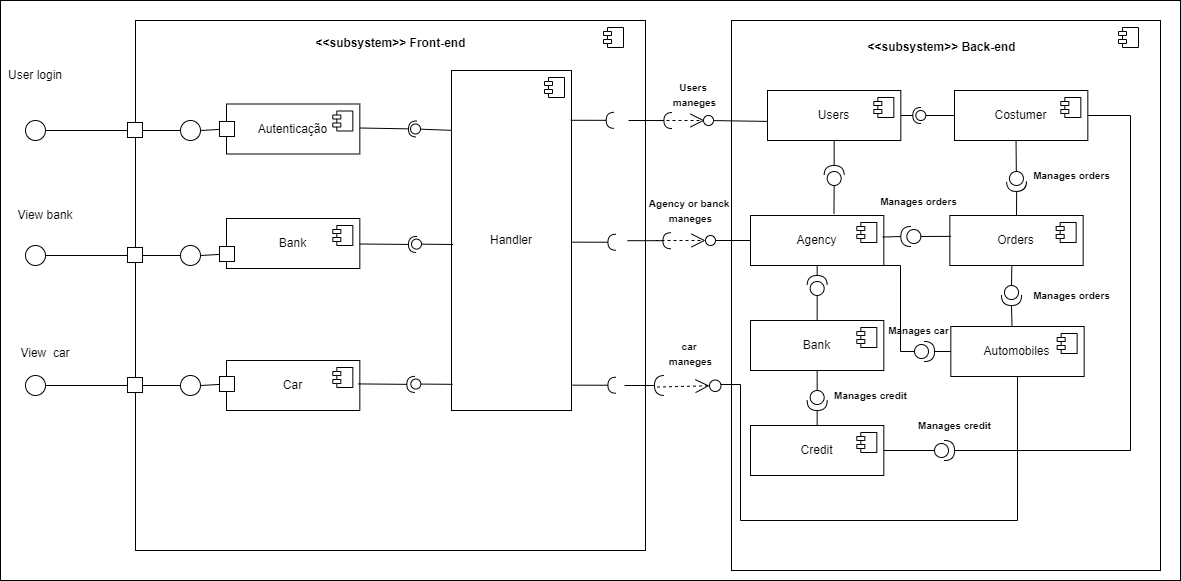 <<subsystem>> Front-end
<<subsystem>> Back-end
User login
Users
maneges
Autenticação
Users
Costumer
Manages orders
View bank
Agency or banck
maneges
Manages orders
Bank
Handler
Agency
Orders
Manages orders
View  car
car
maneges
Manages car
Bank
Automobiles
Car
Manages credit
Manages credit
Credit